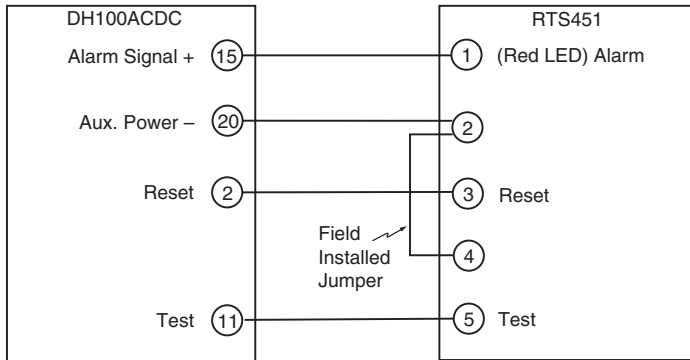 DH100ACDC
RTS451
Alarm Signal + 15
1 (Red LED) Alarm
Aux. Power – 20
2
Reset 2
3 Reset
Field
Installed
Jumper
4
Test 11
5 Test